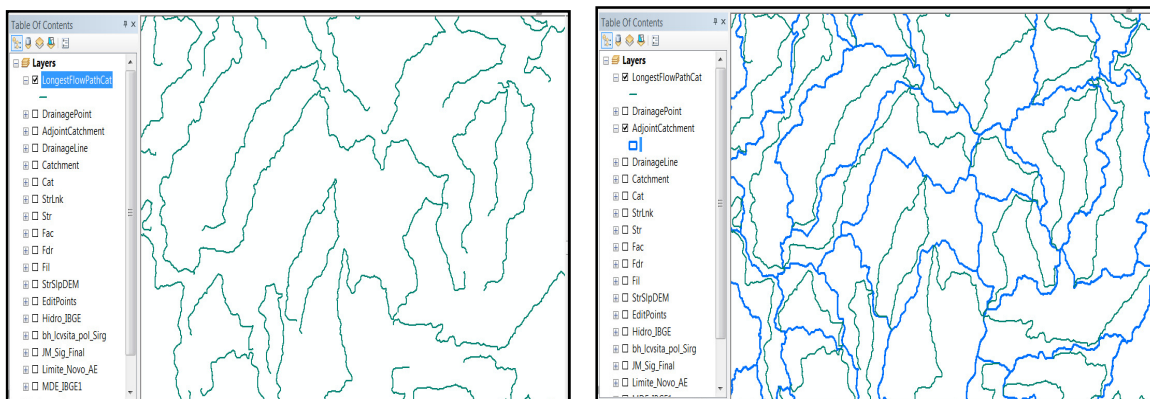 Table Of Contents
Layers
LongestFlowPathCat
DrainagePoint
AdjointCatchment
DrainageLine
Catchment
Cat
StrLnk
Str
Fac
Fdr
Fil
StrSlpDEM
EditPoints
Hidro_IBGE
bh_lcvsita_pol_Sirg
JM_Sig_Final
Limite_Novo_AE
MDE_IBGE1
Table Of Contents
Layers
LongestFlowPathCat
DrainagePoint
AdjointCatchment
DrainageLine
Catchment
Cat
StrLnk
Str
Fac
Fdr
Fil
StrSlpDEM
EditPoints
Hidro_IBGE
bh_lcvsita_pol_Sirg
JM_Sig_Final
Limite_Novo_AE
MDE_IBGE1